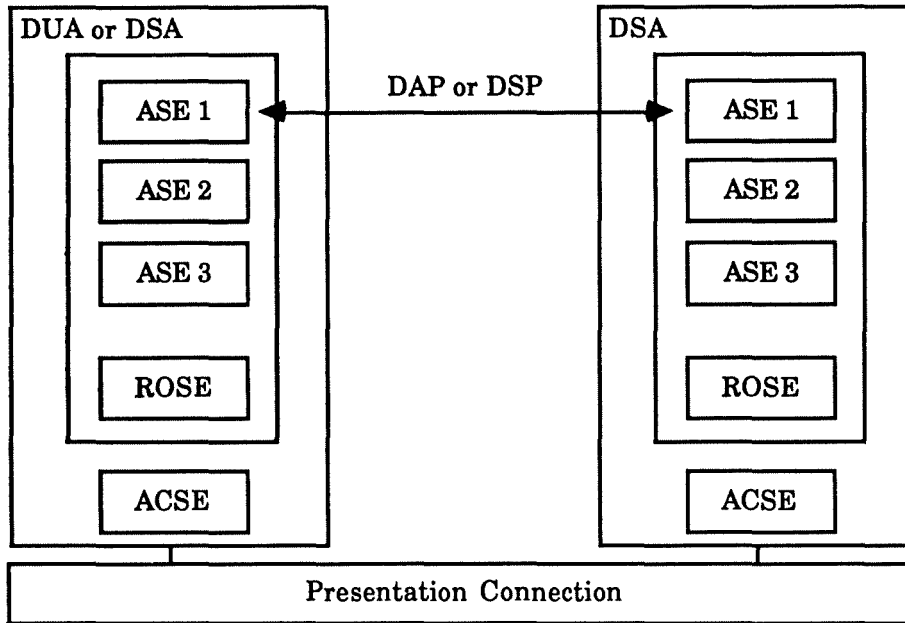 DUA or DSA
ASE 1
ASE 2
ASE 3
ROSE
ACSE
DAP or DSP
DSA
ASE 1
ASE 2
ASE 3
ROSE
ACSE
Presentation Connection